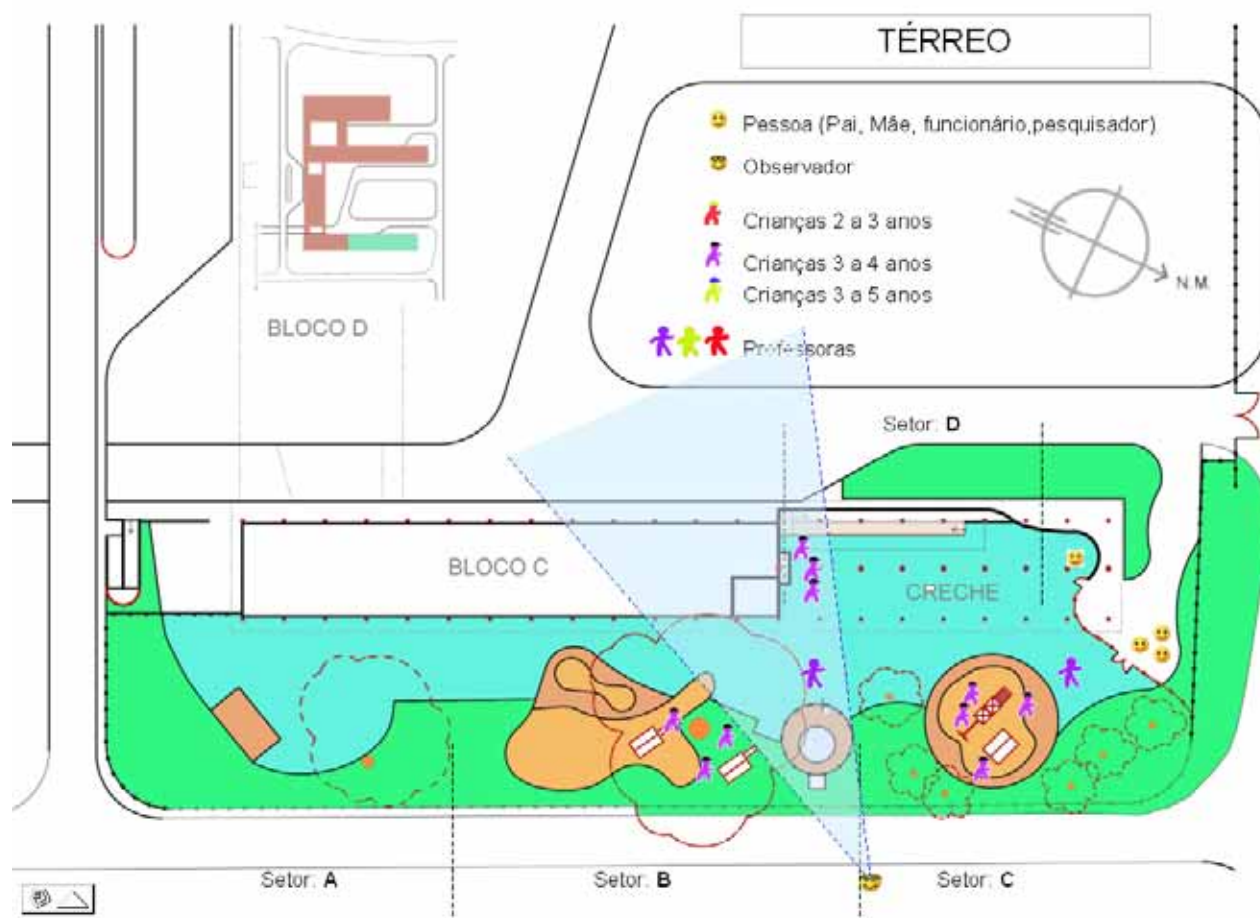 TÉRREO
Pessoa (Pai, Mãe, funcionário,pesquisador)
Observador
Crianças 2 a 3 anos
Crianças 3 a 4 anos
Crianças 3 a 5 anos
Professoras
N.M.
BLOCO D
Setor: D
BLOCO C
CRECHE
Setor: A
Setor: B
Setor: C